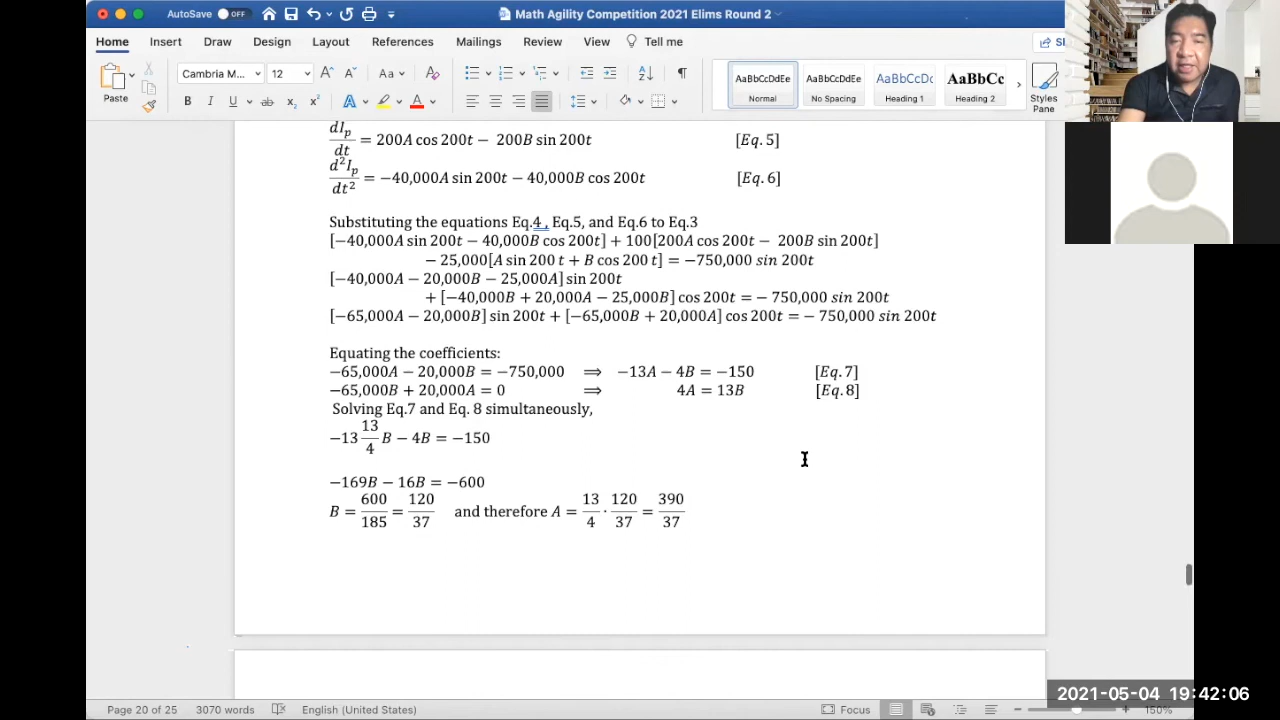 AutoSave OFF
Math Agility Competition 2021 Elims Round 2
Home Insert Draw Design Layout References Mailings Review View Tell me
Paste
Cambria M... 12
Aa
B I U ab x₂ x² A A
AaBbCcDdEe AaBbCcDdEe AaBbCcDc AaBbCc
Normal No Spacing Heading 1 Heading 2
Styles Pane
dI_p/dt = 200A cos 200t − 200B sin 200t [Eq. 5]
d²I_p/dt² = −40,000A sin 200t − 40,000B cos 200t [Eq. 6]
Substituting the equations Eq.4 , Eq.5, and Eq.6 to Eq.3
[−40,000A sin 200t − 40,000B cos 200t] + 100[200A cos 200t − 200B sin 200t]
− 25,000[A sin 200 t + B cos 200 t] = −750,000 sin 200t
[−40,000A − 20,000B − 25,000A] sin 200t
+ [−40,000B + 20,000A − 25,000B] cos 200t = − 750,000 sin 200t
[−65,000A − 20,000B] sin 200t + [−65,000B + 20,000A] cos 200t = − 750,000 sin 200t
Equating the coefficients:
−65,000A − 20,000B = −750,000 ⟹ −13A − 4B = −150 [Eq. 7]
−65,000B + 20,000A = 0 ⟹ 4A = 13B [Eq. 8]
Solving Eq.7 and Eq. 8 simultaneously,
−13 13/4 B − 4B = −150
−169B − 16B = −600
B = 600/185 = 120/37 and therefore A = 13/4 · 120/37 = 390/37
2021-05-04 19:42:06
Page 20 of 25 3070 words English (United States) Focus 150%